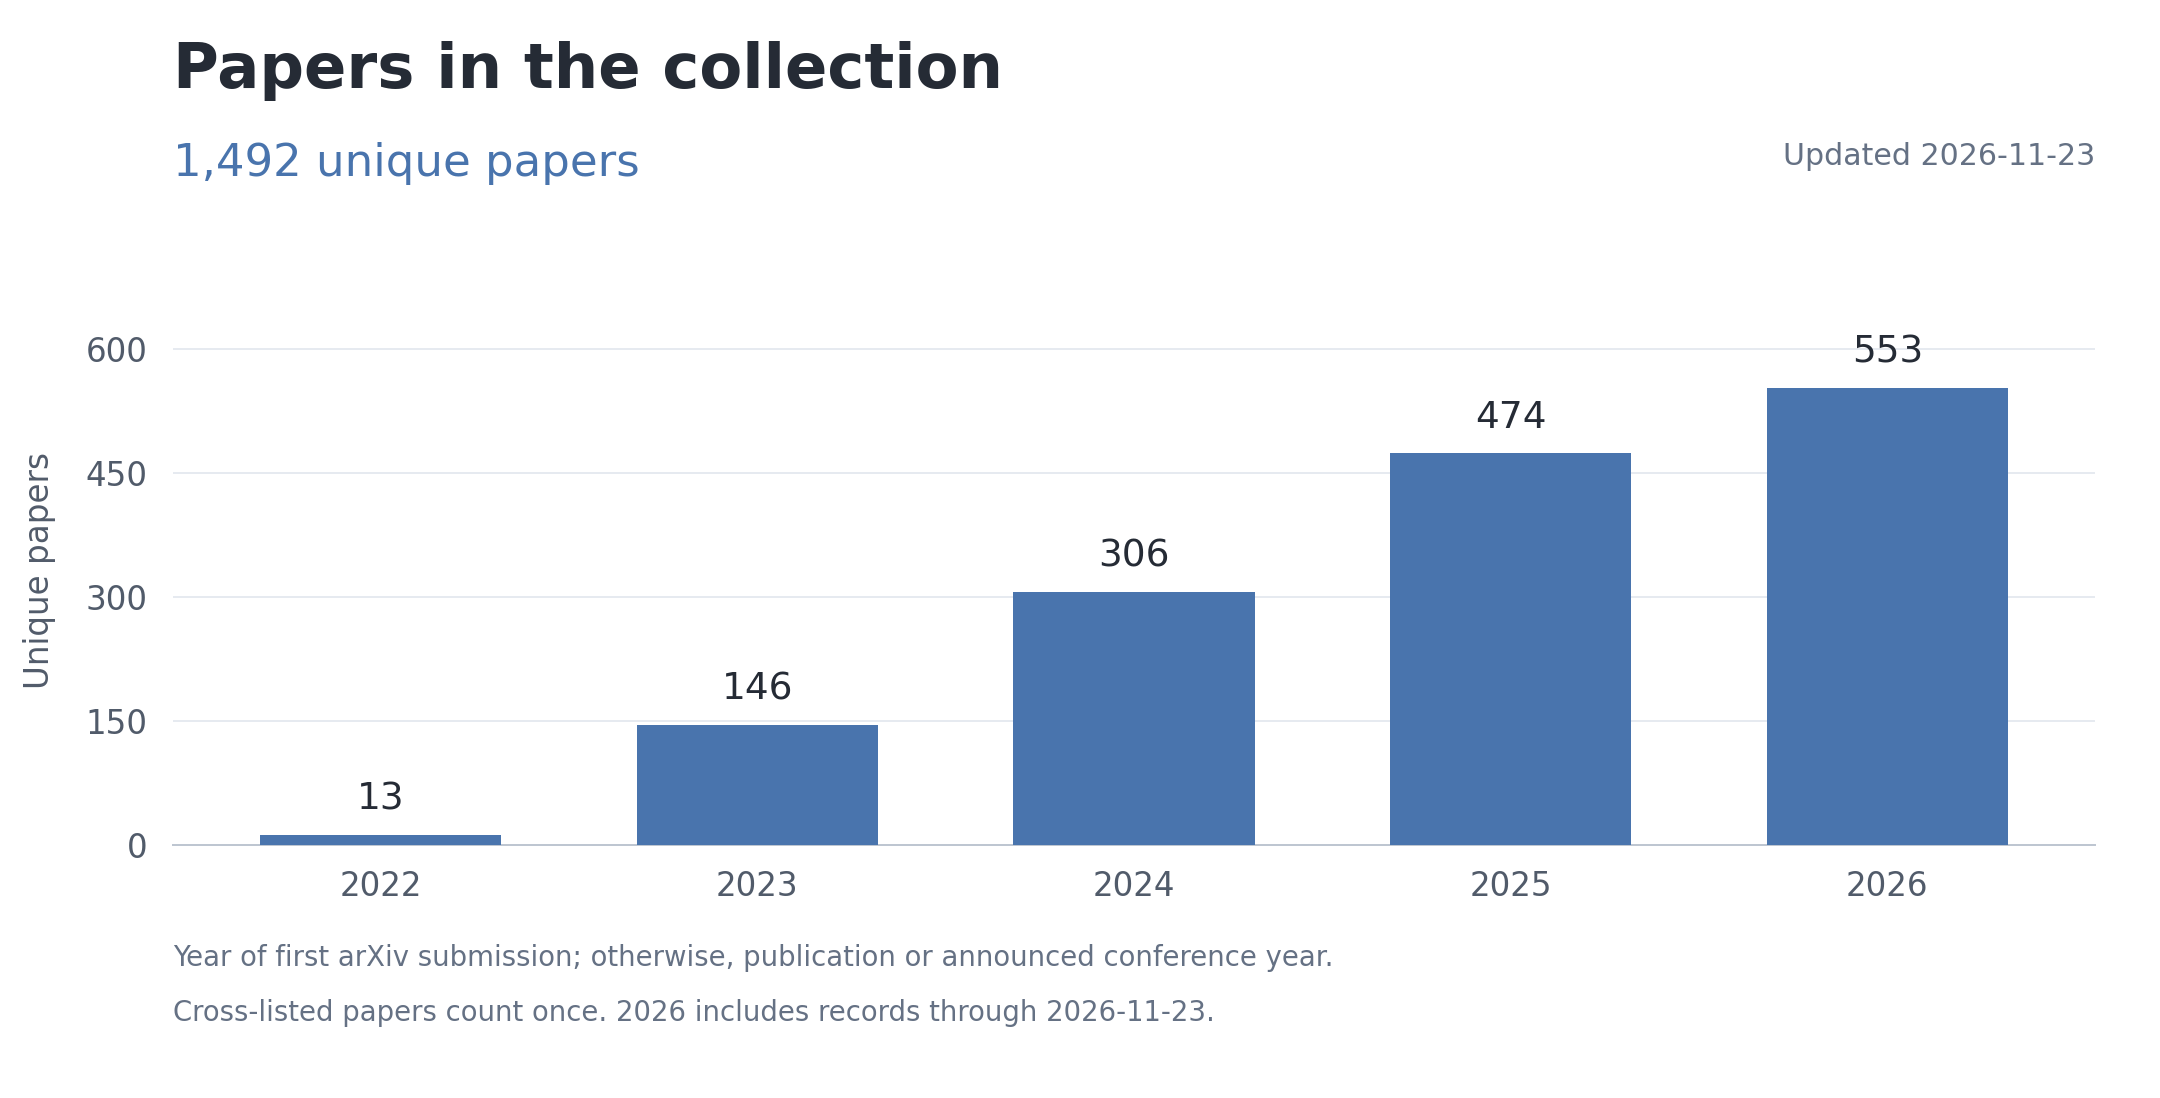 Papers in the collection
1,492 unique papers
Updated 2026-11-23
Unique papers
600
450
300
150
0
13
146
306
474
553
2022
2023
2024
2025
2026
Year of first arXiv submission; otherwise, publication or announced conference year.
Cross-listed papers count once. 2026 includes records through 2026-11-23.